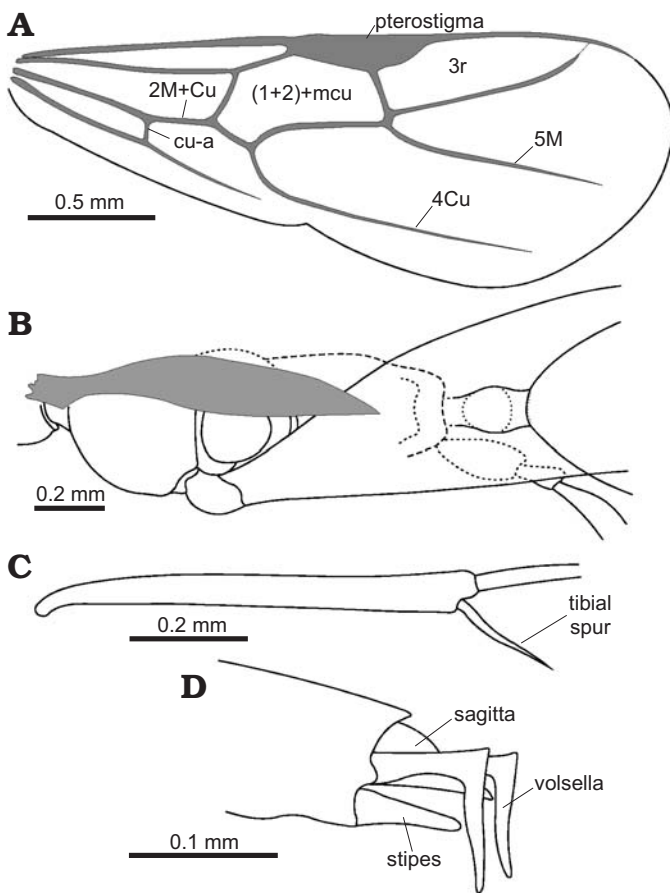 A
pterostigma
3r
2M+Cu
(1+2)+mcu
cu-a
5M
0.5 mm
4Cu
B
0.2 mm
C
0.2 mm
tibial
spur
D
sagitta
volsella
stipes
0.1 mm